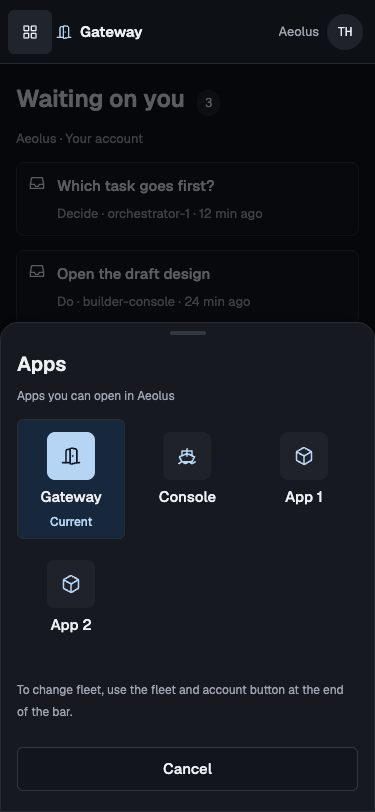 Gateway
Aeolus
TH
Waiting on you 3
Aeolus · Your account
Which task goes first?
Decide · orchestrator-1 · 12 min ago
Open the draft design
Do · builder-console · 24 min ago
Apps
Apps you can open in Aeolus
Gateway
Current
Console
App 1
App 2
To change fleet, use the fleet and account button at the end
of the bar.
Cancel